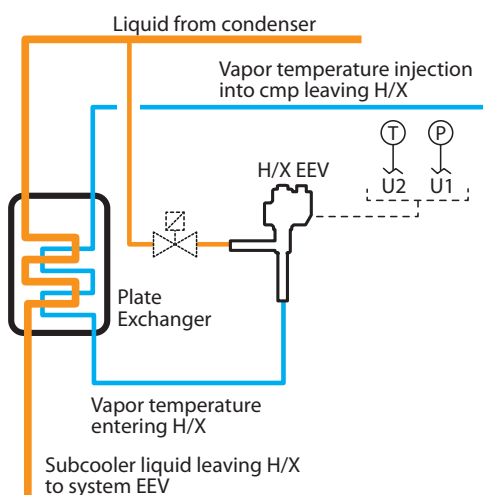 Liquid from condenser
Vapor temperature injection
into cmp leaving H/X
T P
H/X EEV
U2 U1
Plate
Exchanger
Vapor temperature
entering H/X
Subcooler liquid leaving H/X
to system EEV